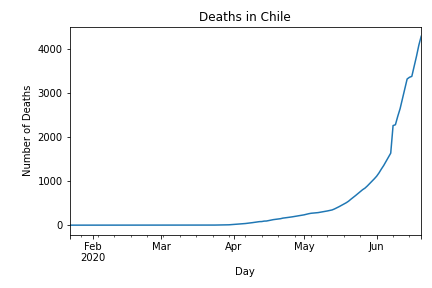 Deaths in Chile
Number of Deaths
4000
3000
2000
1000
0
Feb
2020
Mar
Apr
May
Jun
Day